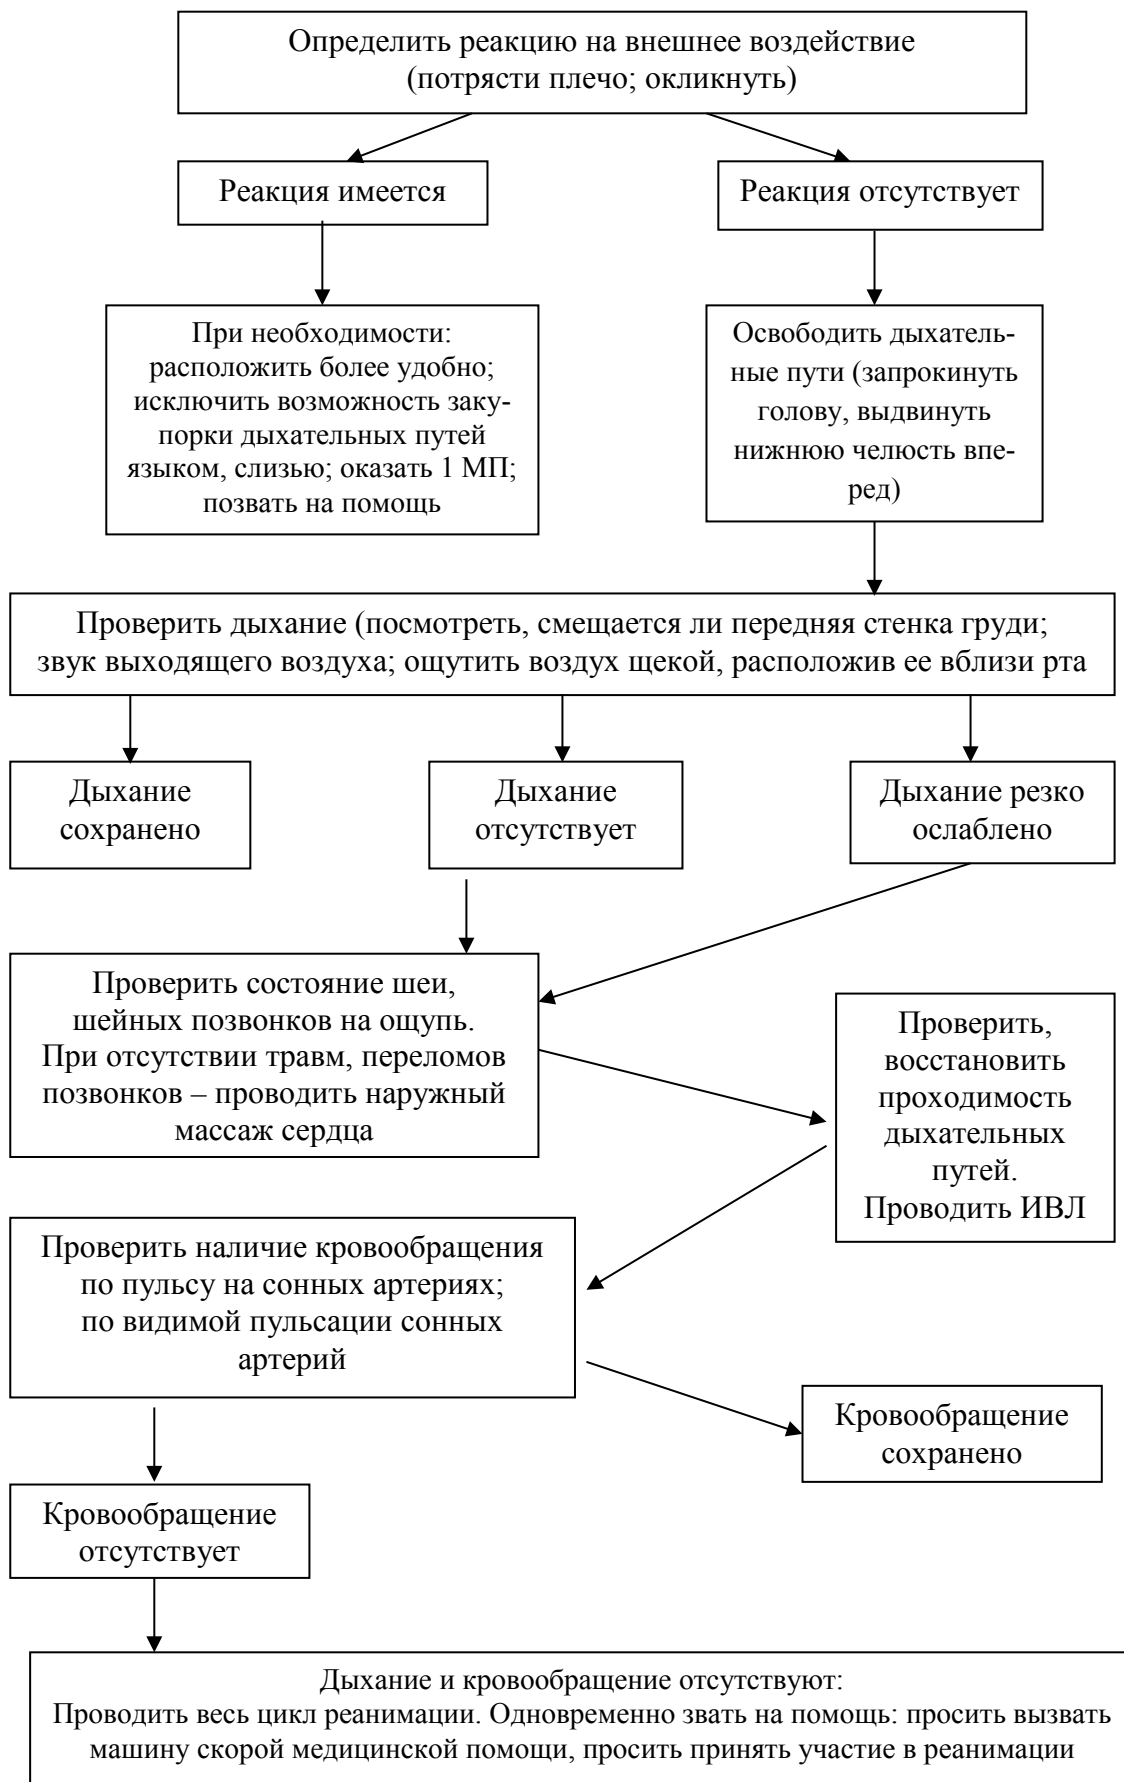 Определить реакцию на внешнее воздействие
(потрясти плечо; окликнуть)
Реакция имеется
Реакция отсутствует
При необходимости:
расположить более удобно;
исключить возможность заку-
порки дыхательных путей
языком, слизью; оказать 1 МП;
позвать на помощь
Освободить дыхатель-
ные пути (запрокинуть
голову, выдвинуть
нижнюю челюсть впе-
ред)
Проверить дыхание (посмотреть, смещается ли передняя стенка груди;
звук выходящего воздуха; ощутить воздух щекой, расположив ее вблизи рта
Дыхание
сохранено
Дыхание
отсутствует
Дыхание резко
ослаблено
Проверить состояние шеи,
шейных позвонков на ощупь.
При отсутствии травм, переломов
позвонков – проводить наружный
массаж сердца
Проверить,
восстановить
проходимость
дыхательных
путей.
Проводить ИВЛ
Проверить наличие кровообращения
по пульсу на сонных артериях;
по видимой пульсации сонных
артерий
Кровообращение
сохранено
Кровообращение
отсутствует
Дыхание и кровообращение отсутствуют:
Проводить весь цикл реанимации. Одновременно звать на помощь: просить вызвать
машину скорой медицинской помощи, просить принять участие в реанимации